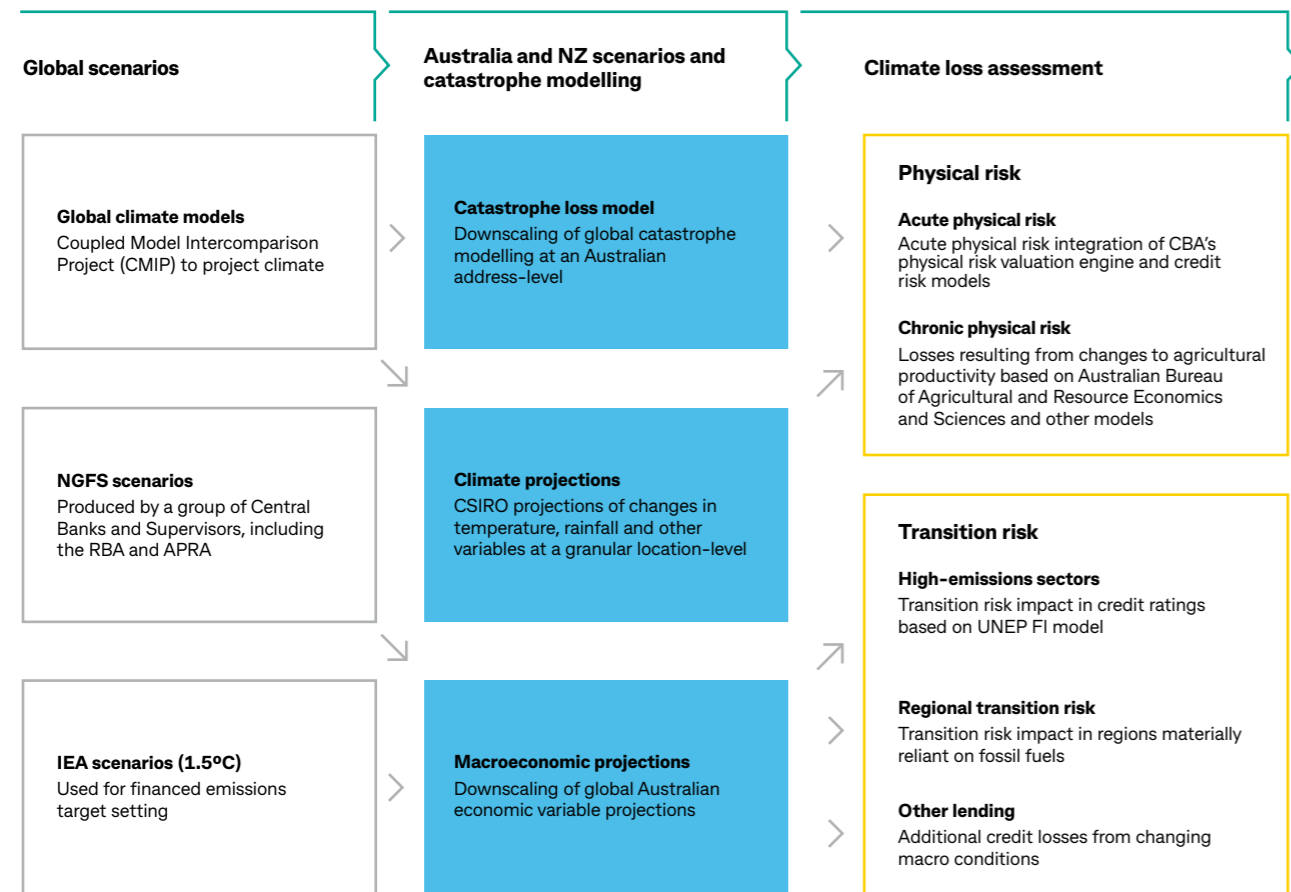 Global scenarios
Australia and NZ scenarios and
catastrophe modelling
Climate loss assessment
Global climate models
Coupled Model Intercomparison
Project (CMIP) to project climate
Catastrophe loss model
Downscaling of global catastrophe
modelling at an Australian
address-level
Physical risk
Acute physical risk
Acute physical risk integration of CBA's
physical risk valuation engine and credit
risk models
Chronic physical risk
Losses resulting from changes to agricultural
productivity based on Australian Bureau
of Agricultural and Resource Economics
and Sciences and other models
NGFS scenarios
Produced by a group of Central
Banks and Supervisors, including
the RBA and APRA
Climate projections
CSIRO projections of changes in
temperature, rainfall and other
variables at a granular location-level
Transition risk
High-emissions sectors
Transition risk impact in credit ratings
based on UNEP FI model
Regional transition risk
Transition risk impact in regions materially
reliant on fossil fuels
Other lending
Additional credit losses from changing
macro conditions
IEA scenarios (1.5ºC)
Used for financed emissions
target setting
Macroeconomic projections
Downscaling of global Australian
economic variable projections